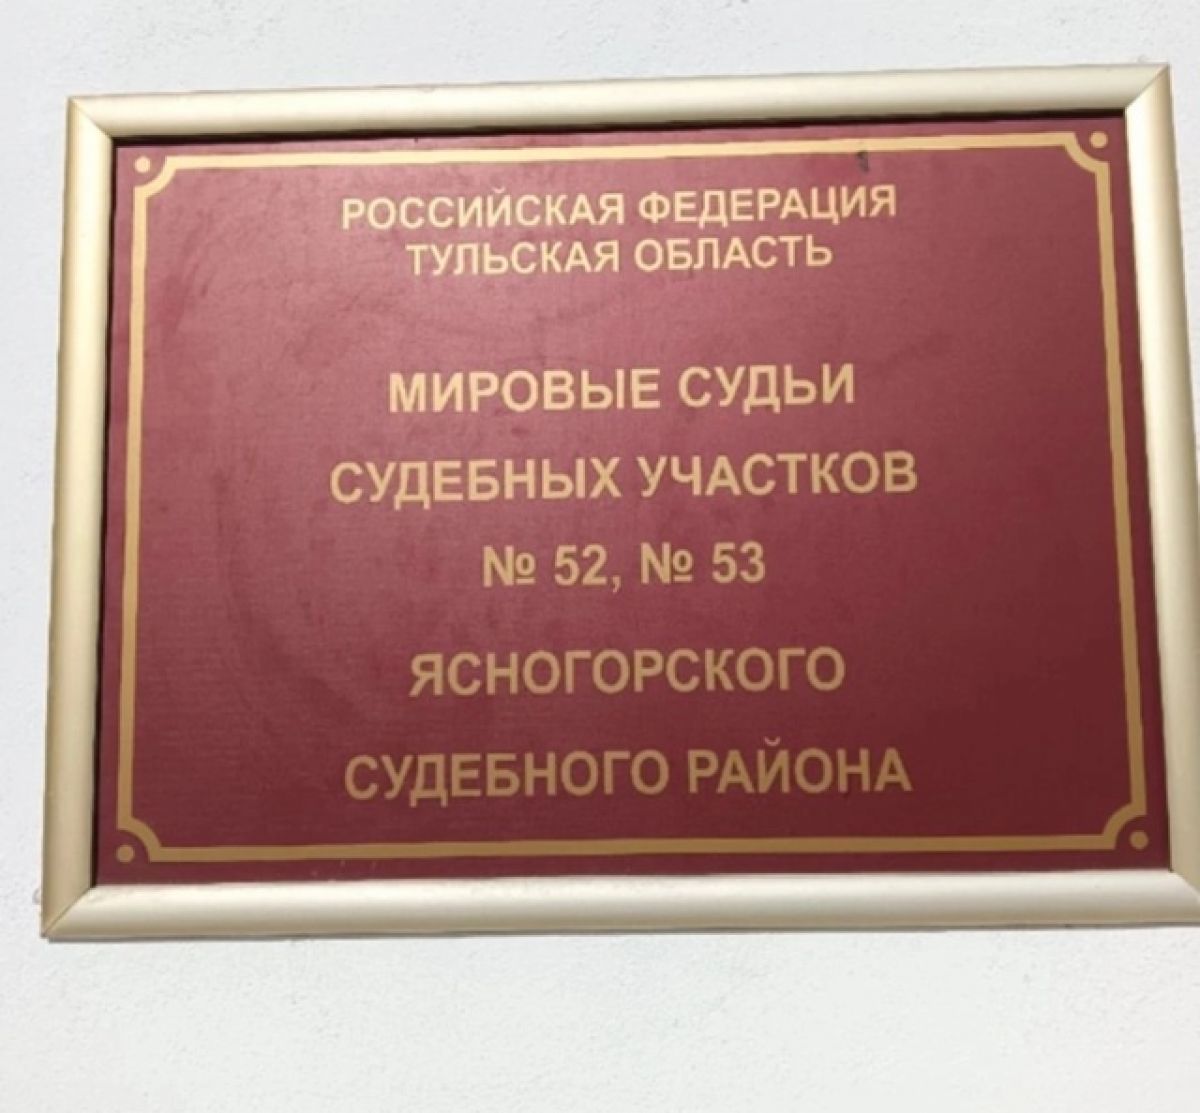 РОССИЙСКАЯ ФЕДЕРАЦИЯ
ТУЛЬСКАЯ ОБЛАСТЬ
МИРОВЫЕ СУДЬИ
СУДЕБНЫХ УЧАСТКОВ
№ 52, № 53
ЯСНОГОРСКОГО
СУДЕБНОГО РАЙОНА